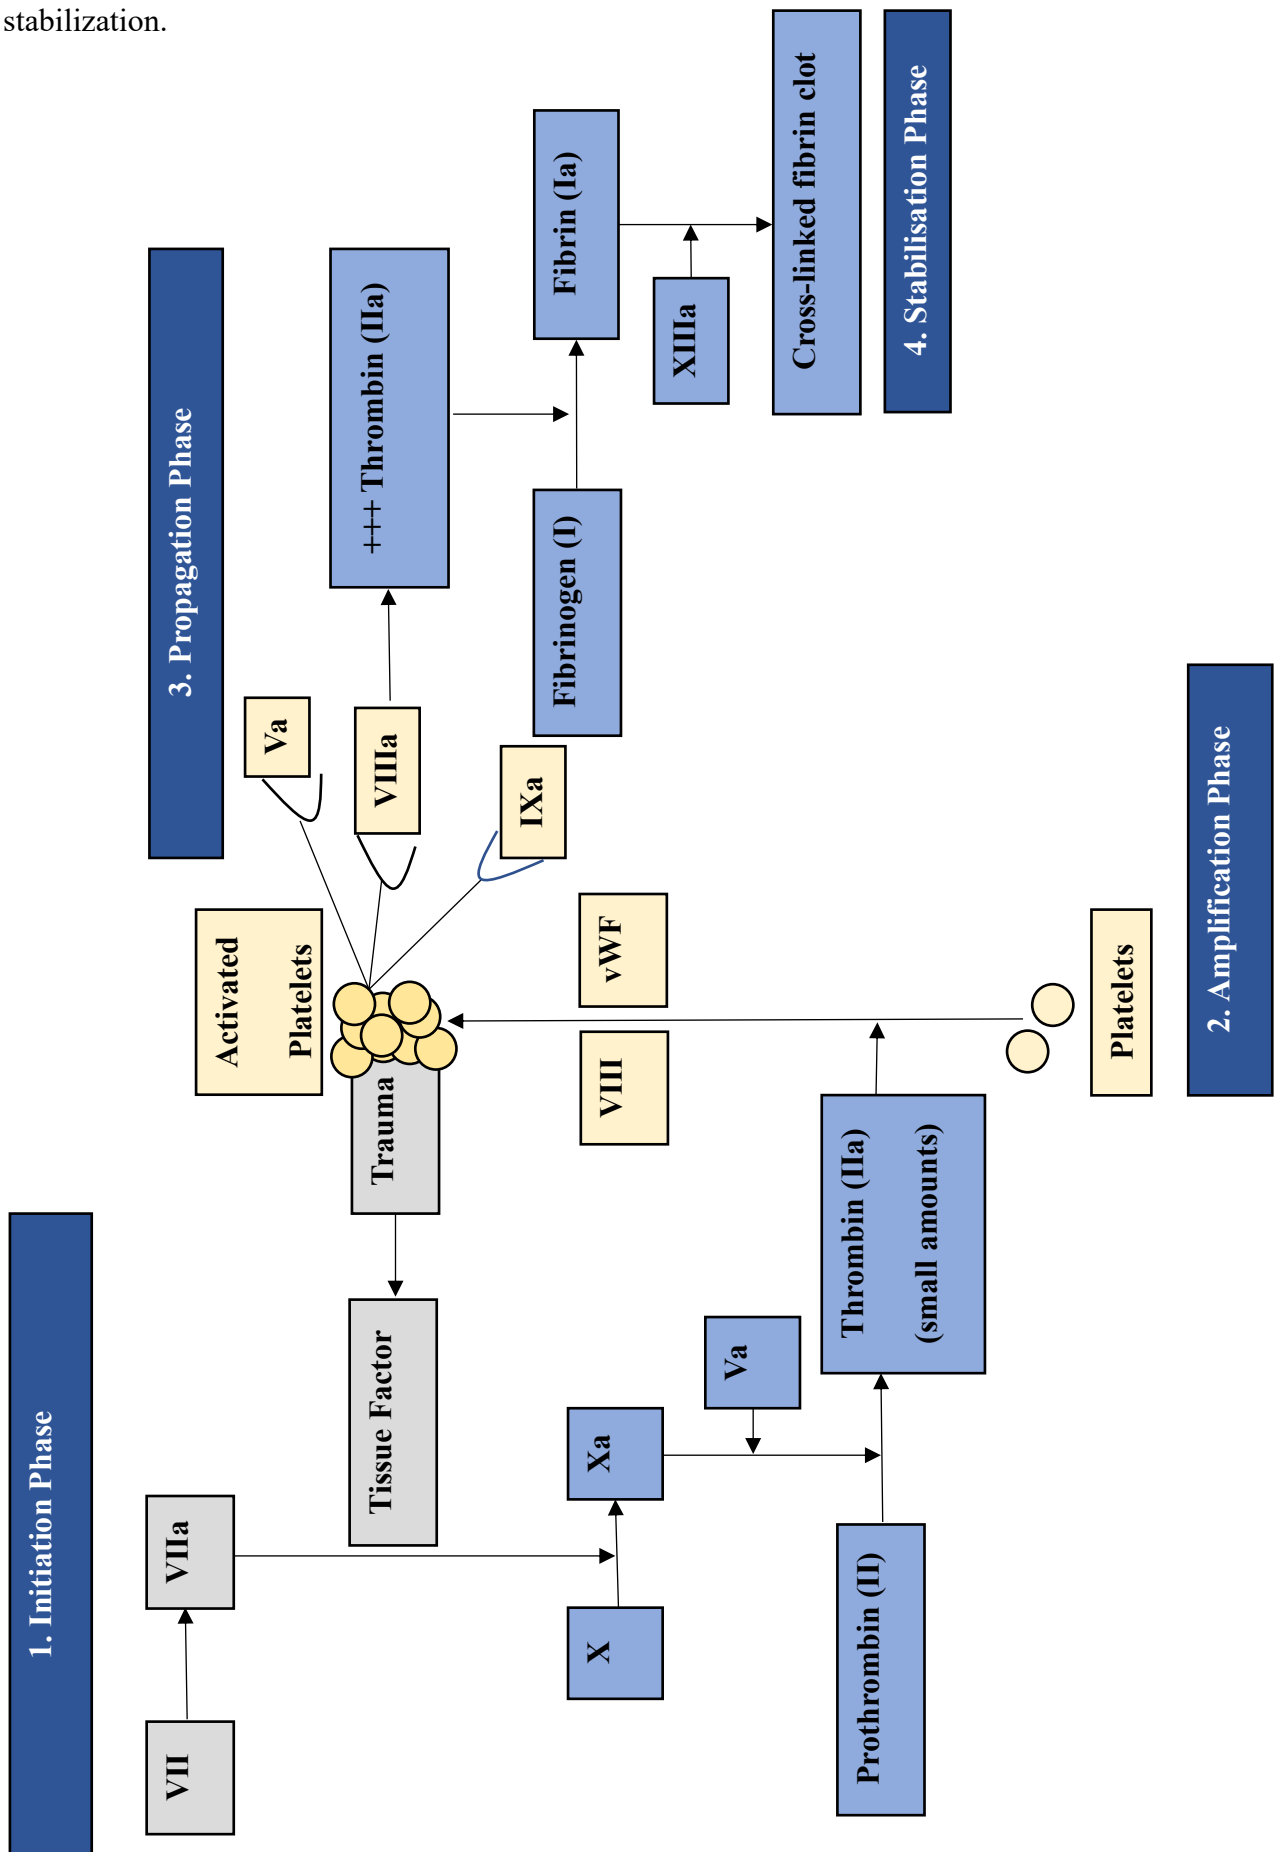 stabilization.
1. Initiation Phase
VII
VIIa
Tissue Factor
Trauma
X
Xa
Va
Prothrombin (II)
Thrombin (IIa)
(small amounts)
2. Amplification Phase
Platelets
VIII
vWF
Activated
Platelets
3. Propagation Phase
Va
VIIIa
IXa
+++ Thrombin (IIa)
Fibrinogen (I)
Fibrin (Ia)
XIIIa
Cross-linked fibrin clot
4. Stabilisation Phase